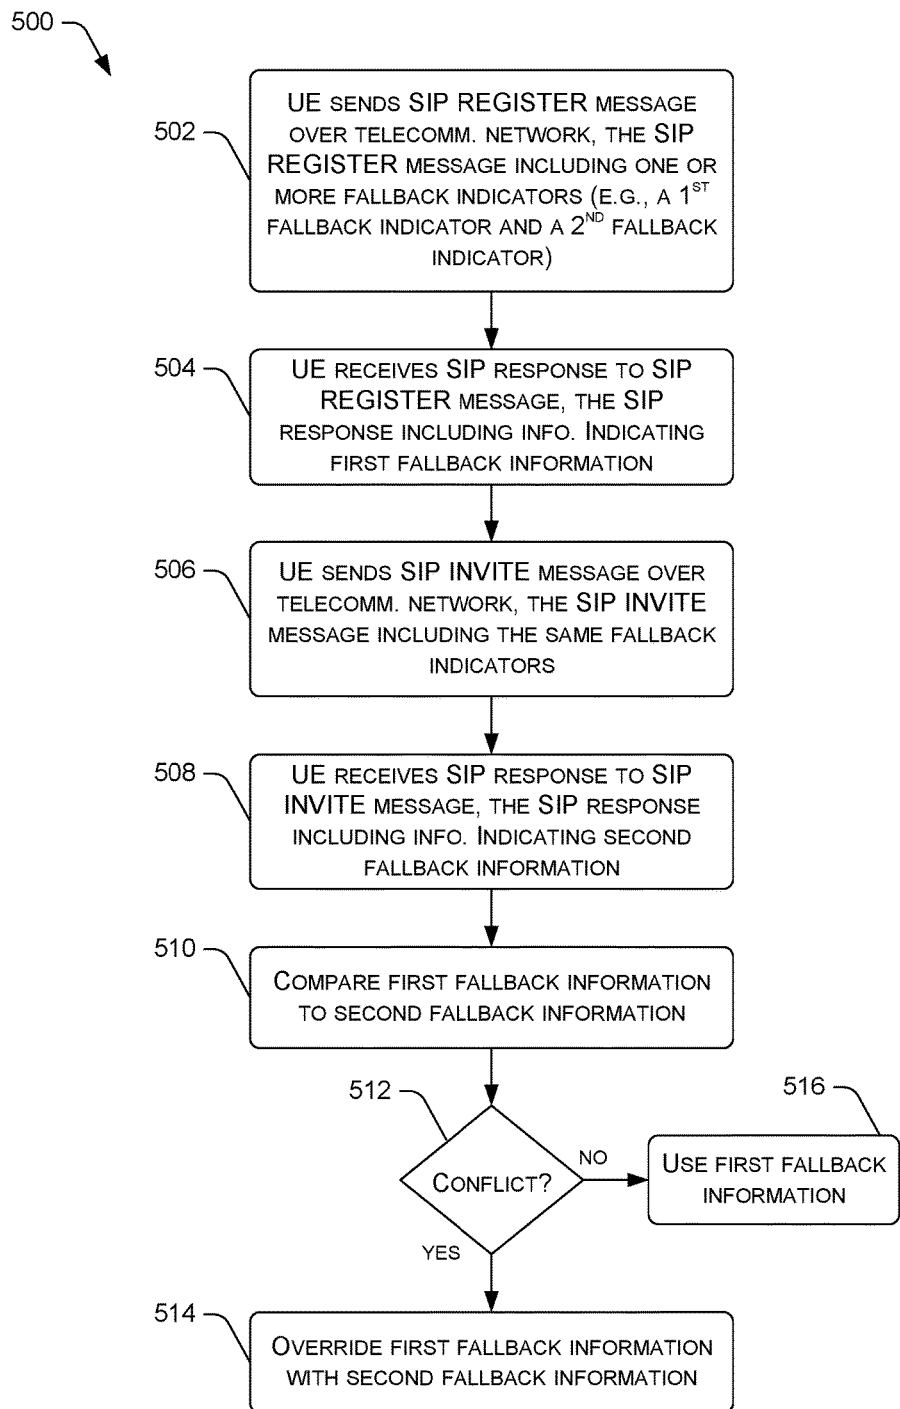 500
502
UE SENDS SIP REGISTER MESSAGE
OVER TELECOMM. NETWORK, THE SIP
REGISTER MESSAGE INCLUDING ONE OR
MORE FALLBACK INDICATORS (E.G., A 1ST
FALLBACK INDICATOR AND A 2ND FALLBACK
INDICATOR)
504
UE RECEIVES SIP RESPONSE TO SIP
REGISTER MESSAGE, THE SIP
RESPONSE INCLUDING INFO. INDICATING
FIRST FALLBACK INFORMATION
506
UE SENDS SIP INVITE MESSAGE OVER
TELECOMM. NETWORK, THE SIP INVITE
MESSAGE INCLUDING THE SAME FALLBACK
INDICATORS
508
UE RECEIVES SIP RESPONSE TO SIP
INVITE MESSAGE, THE SIP RESPONSE
INCLUDING INFO. INDICATING SECOND
FALLBACK INFORMATION
510
COMPARE FIRST FALLBACK INFORMATION
TO SECOND FALLBACK INFORMATION
512
CONFLICT?
NO
516
USE FIRST FALLBACK
INFORMATION
YES
514
OVERRIDE FIRST FALLBACK INFORMATION
WITH SECOND FALLBACK INFORMATION